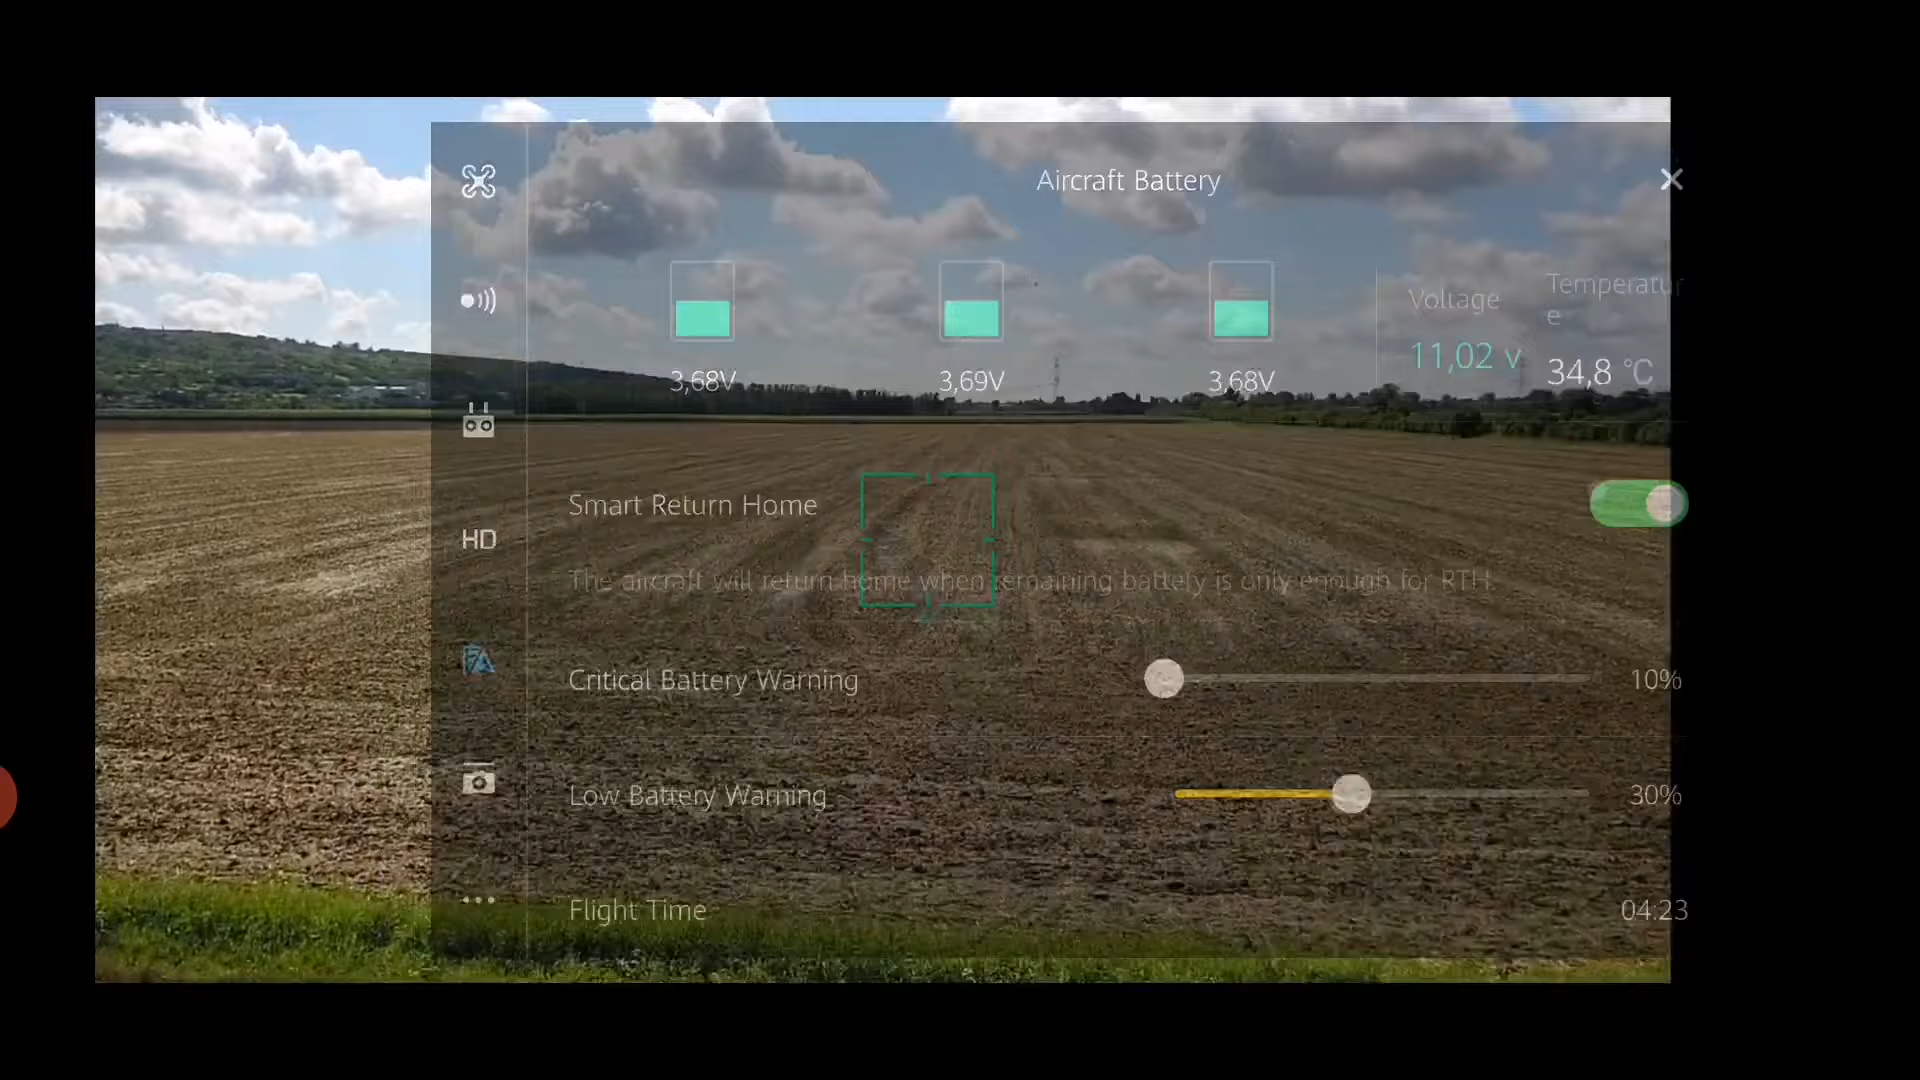 Aircraft Battery
3,68V
3,69V
3,68V
Voltage
11,02 v
Temperatur
e
34,8 °C
Smart Return Home
HD
The aircraft will return home when remaining battery is only enough for RTH
Critical Battery Warning
10%
Low Battery Warning
30%
Flight Time
04:23